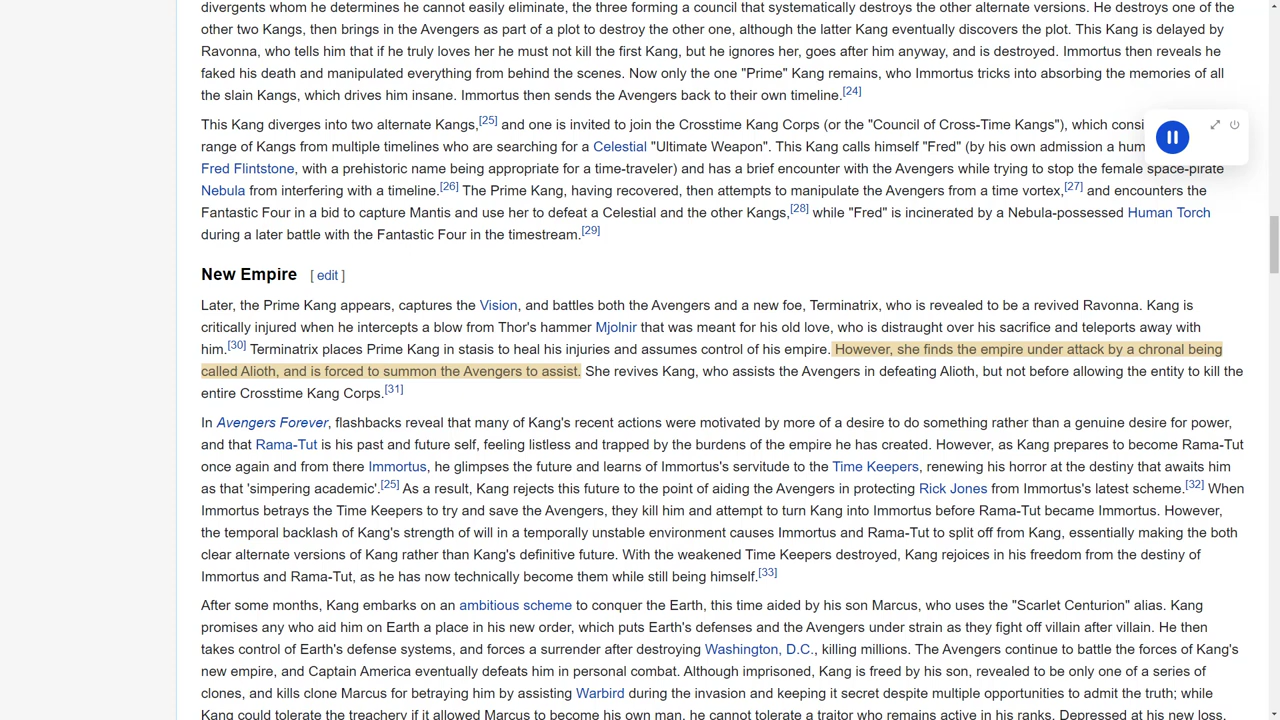 divergents whom he determines he cannot easily eliminate, the three forming a council that systematically destroys the other alternate versions. He destroys one of the
other two Kangs, then brings in the Avengers as part of a plot to destroy the other one, although the latter Kang eventually discovers the plot. This Kang is delayed by
Ravonna, who tells him that if he truly loves her he must not kill the first Kang, but he ignores her, goes after him anyway, and is destroyed. Immortus then reveals he
faked his death and manipulated everything from behind the scenes. Now only the one "Prime" Kang remains, who Immortus tricks into absorbing the memories of all
the slain Kangs, which drives him insane. Immortus then sends the Avengers back to their own timeline.[24]
This Kang diverges into two alternate Kangs,[25] and one is invited to join the Crosstime Kang Corps (or the "Council of Cross-Time Kangs"), which
range of Kangs from multiple timelines who are searching for a Celestial "Ultimate Weapon". This Kang calls himself "Fred" (by his own admission a
Fred Flintstone, with a prehistoric name being appropriate for a time-traveler) and has a brief encounter with the Avengers while trying to stop the female space-pirate
Nebula from interfering with a timeline.[26] The Prime Kang, having recovered, then attempts to manipulate the Avengers from a time vortex,[27] and encounters the
Fantastic Four in a bid to capture Mantis and use her to defeat a Celestial and the other Kangs,[28] while "Fred" is incinerated by a Nebula-possessed Human Torch
during a later battle with the Fantastic Four in the timestream.[29]
New Empire [ edit ]
Later, the Prime Kang appears, captures the Vision, and battles both the Avengers and a new foe, Terminatrix, who is revealed to be a revived Ravonna. Kang is
critically injured when he intercepts a blow from Thor's hammer Mjolnir that was meant for his old love, who is distraught over his sacrifice and teleports away with
him.[30] Terminatrix places Prime Kang in stasis to heal his injuries and assumes control of his empire. However, she finds the empire under attack by a chronal being
called Alioth, and is forced to summon the Avengers to assist. She revives Kang, who assists the Avengers in defeating Alioth, but not before allowing the entity to kill the
entire Crosstime Kang Corps.[31]
In Avengers Forever, flashbacks reveal that many of Kang's recent actions were motivated by more of a desire to do something rather than a genuine desire for power,
and that Rama-Tut is his past and future self, feeling listless and trapped by the burdens of the empire he has created. However, as Kang prepares to become Rama-Tut
once again and from there Immortus, he glimpses the future and learns of Immortus's servitude to the Time Keepers, renewing his horror at the destiny that awaits him
as that 'simpering academic'.[25] As a result, Kang rejects this future to the point of aiding the Avengers in protecting Rick Jones from Immortus's latest scheme.[32] When
Immortus betrays the Time Keepers to try and save the Avengers, they kill him and attempt to turn Kang into Immortus before Rama-Tut became Immortus. However,
the temporal backlash of Kang's strength of will in a temporally unstable environment causes Immortus and Rama-Tut to split off from Kang, essentially making the both
clear alternate versions of Kang rather than Kang's definitive future. With the weakened Time Keepers destroyed, Kang rejoices in his freedom from the destiny of
Immortus and Rama-Tut, as he has now technically become them while still being himself.[33]
After some months, Kang embarks on an ambitious scheme to conquer the Earth, this time aided by his son Marcus, who uses the "Scarlet Centurion" alias. Kang
promises any who aid him on Earth a place in his new order, which puts Earth's defenses and the Avengers under strain as they fight off villain after villain. He then
takes control of Earth's defense systems, and forces a surrender after destroying Washington, D.C., killing millions. The Avengers continue to battle the forces of Kang's
new empire, and Captain America eventually defeats him in personal combat. Although imprisoned, Kang is freed by his son, revealed to be only one of a series of
clones, and kills clone Marcus for betraying him by assisting Warbird during the invasion and keeping it secret despite multiple opportunities to admit the truth; while
Kang could tolerate the treachery if it allowed Marcus to become his own man, he cannot tolerate a traitor who remains active in his ranks. Depressed at his new loss,